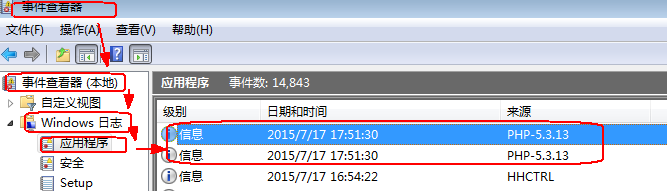 事件查看器
文件(F) 操作(A) 查看(V) 帮助(H)
事件查看器 (本地)
自定义视图
Windows 日志
应用程序
安全
Setup
应用程序 事件数: 14,843
级别 日期和时间 来源
信息 2015/7/17 17:51:30 PHP-5.3.13
信息 2015/7/17 17:51:30 PHP-5.3.13
信息 2015/7/17 16:54:22 HHCTRL